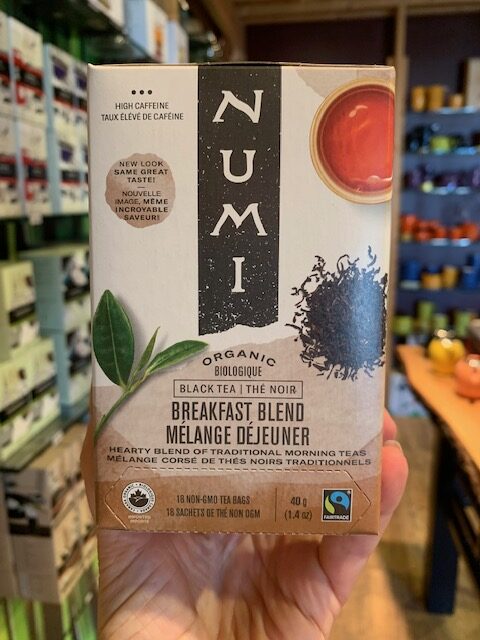 HIGH CAFFEINE
TAUX ÉLÉVÉ DE CAFÉINE
NUMI
NEW LOOK
SAME GREAT
TASTE!
NOUVELLE
IMAGE, MÊME
INCROYABLE
SAVEUR!
ORGANIC
BIOLOGIQUE
BLACK TEA | THÉ NOIR
BREAKFAST BLEND
MÉLANGE DÉJEUNER
HEARTY BLEND OF TRADITIONAL MORNING TEAS
MÉLANGE CORSÉ DE THÉS NOIRS TRADITIONNELS
18 NON-GMO TEA BAGS
18 SACHETS DE THÉ NON OGM
40 g
(1.4 oz)
FAIRTRADE